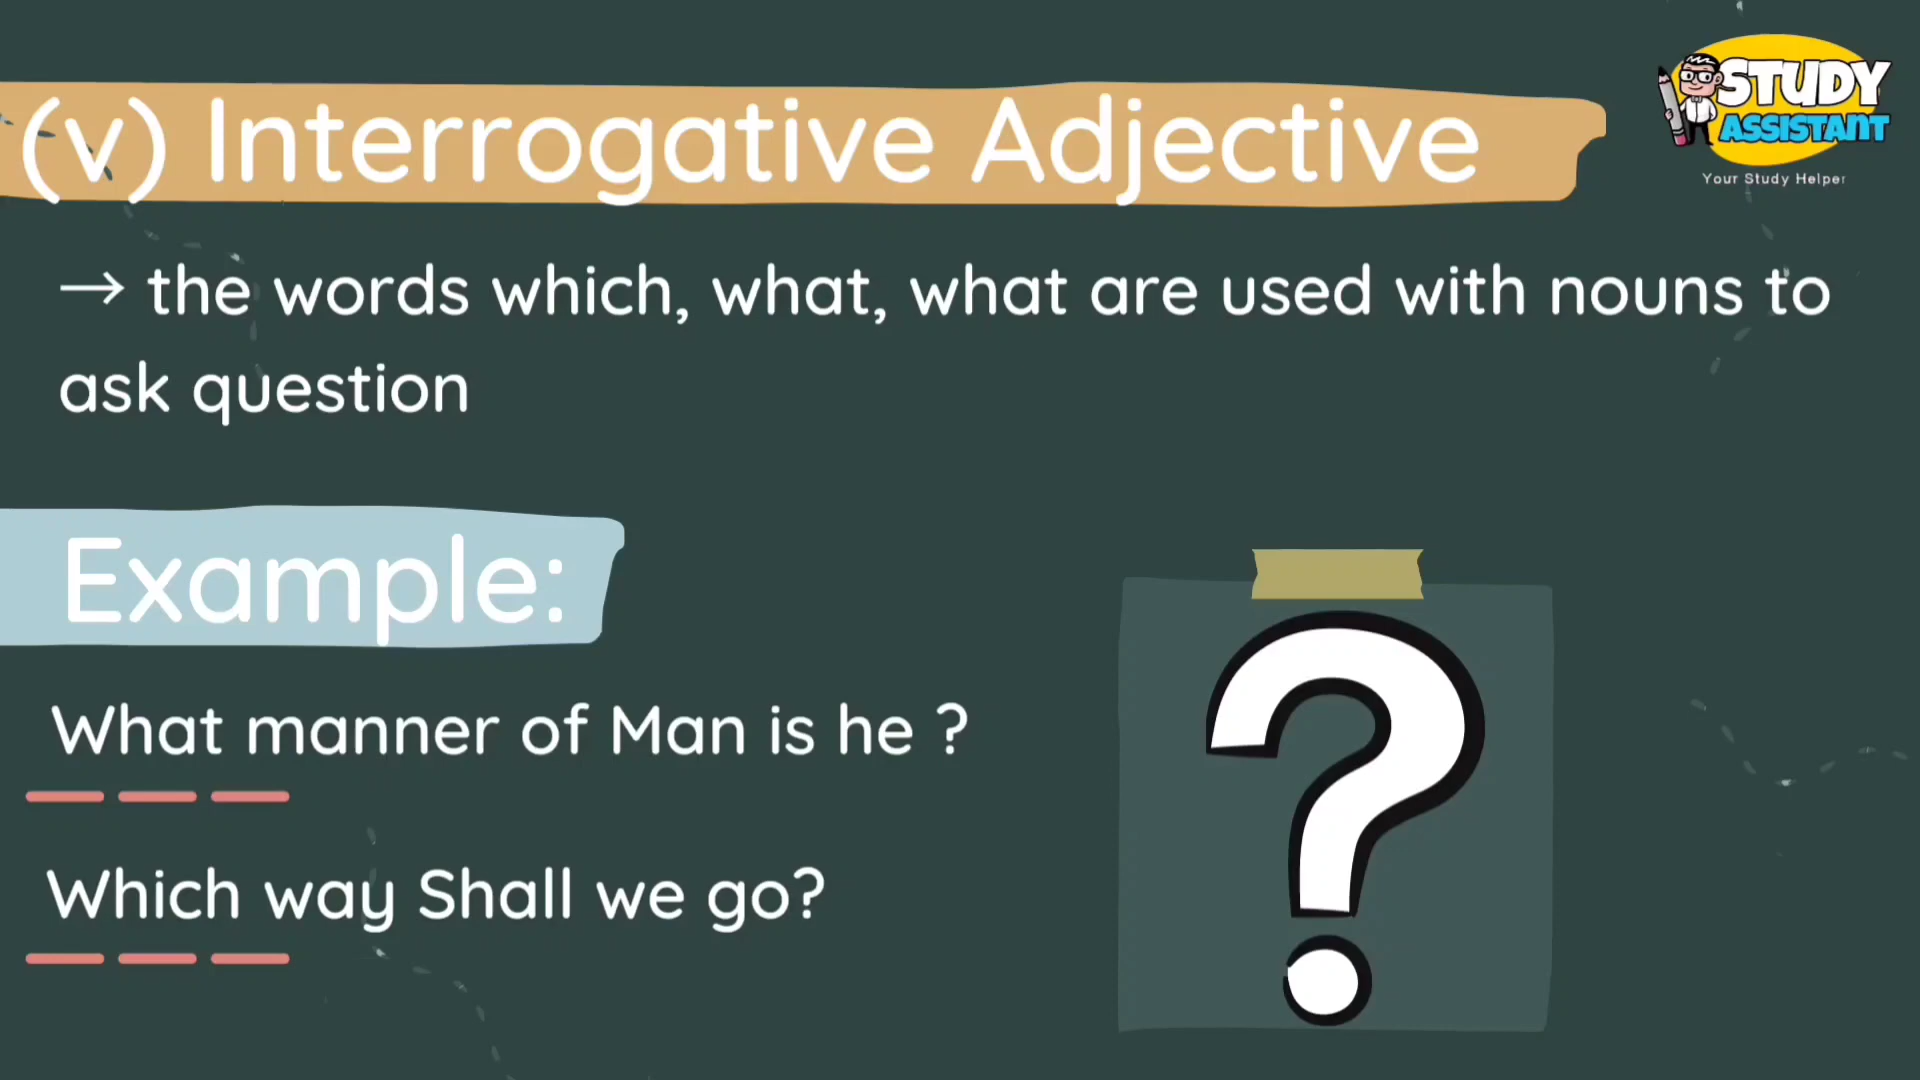 (v) Interrogative Adjective
STUDY
ASSISTANT
Your Study Helper
→ the words which, what, what are used with nouns to
ask question
Example:
What manner of Man is he ?
Which way Shall we go?
?